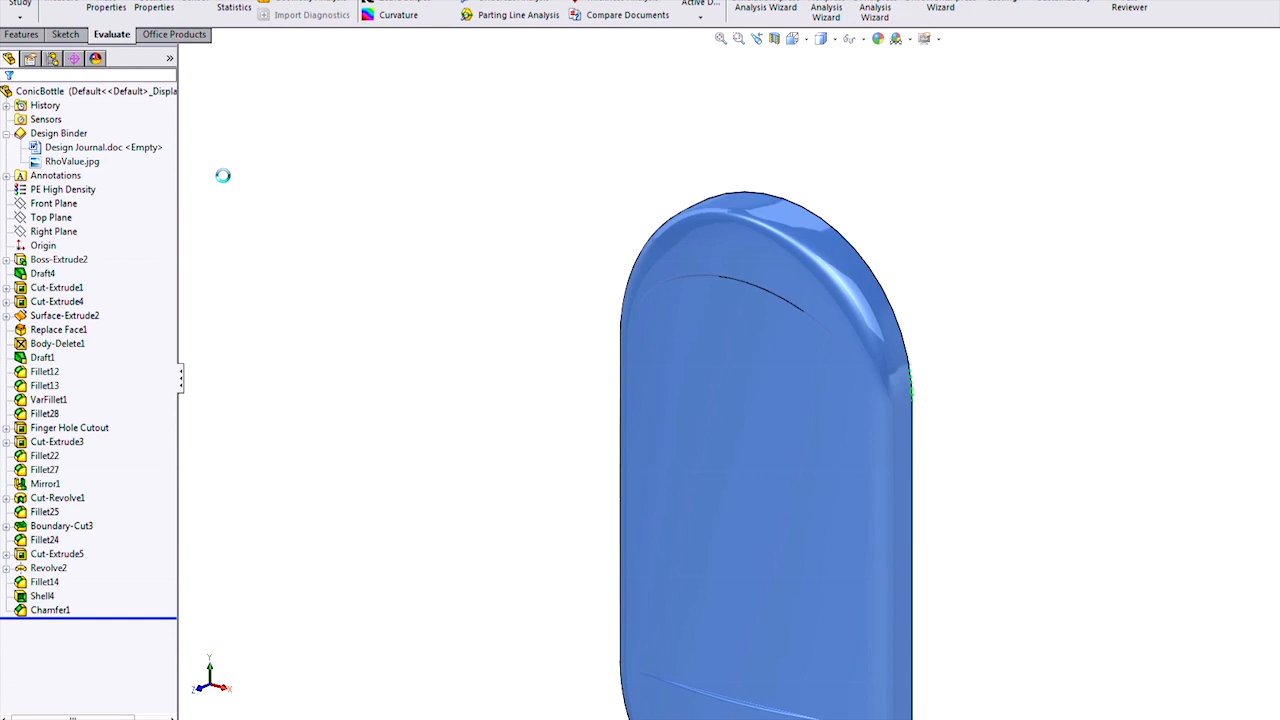 Study
Properties Properties Statistics
Import Diagnostics Curvature Parting Line Analysis Compare Documents
Active D...
Analysis Wizard Analysis Wizard Analysis Wizard Wizard Reviewer
Features Sketch Evaluate Office Products
ConicBottle (Default<<Default>_Displa
History
Sensors
Design Binder
Design Journal.doc <Empty>
RhoValue.jpg
Annotations
PE High Density
Front Plane
Top Plane
Right Plane
Origin
Boss-Extrude2
Draft4
Cut-Extrude1
Cut-Extrude4
Surface-Extrude2
Replace Face1
Body-Delete1
Draft1
Fillet12
Fillet13
VarFillet1
Fillet28
Finger Hole Cutout
Cut-Extrude3
Fillet22
Fillet27
Mirror1
Cut-Revolve1
Fillet25
Boundary-Cut3
Fillet24
Cut-Extrude5
Revolve2
Fillet14
Shell4
Chamfer1
Y
Z X